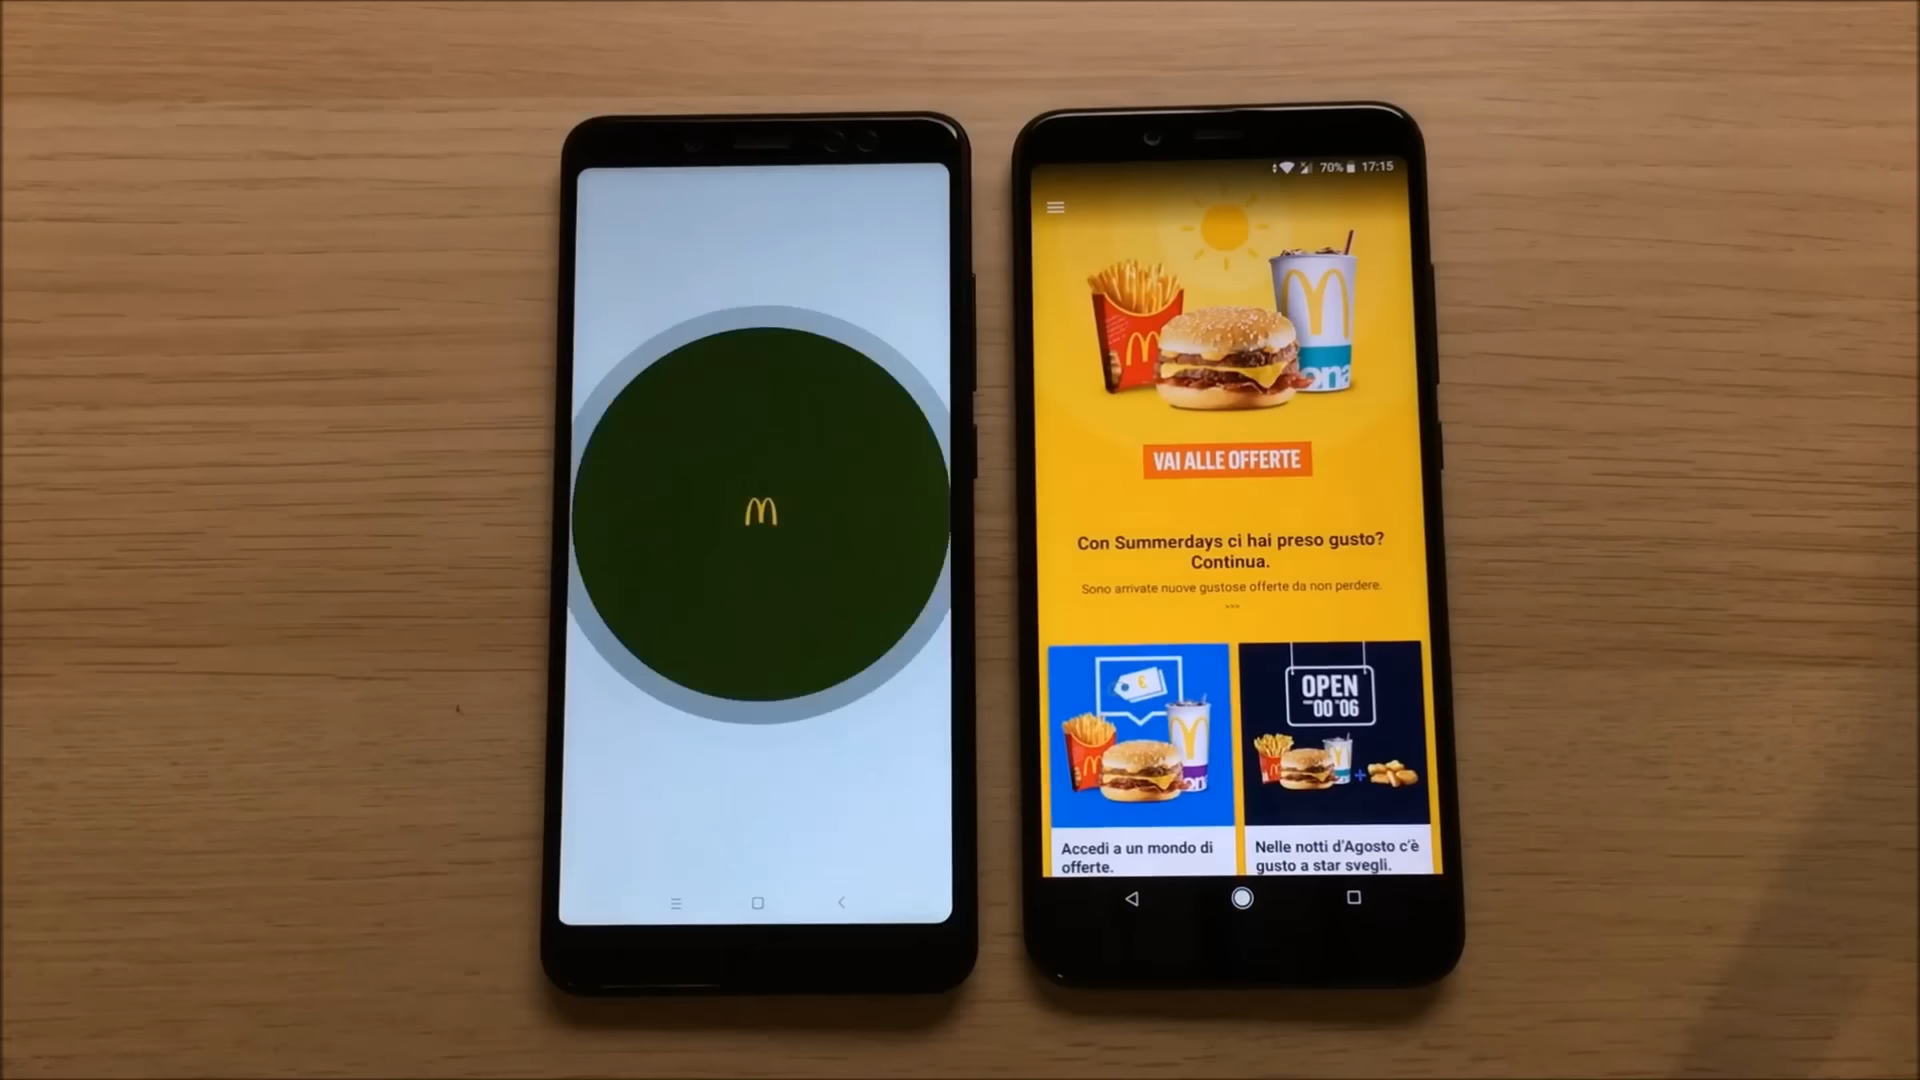 70% 17:15
VAI ALLE OFFERTE
Con Summerdays ci hai preso gusto?
Continua.
Sono arrivate nuove gustose offerte da non perdere.
>>>
€
OPEN
00 06
Accedi a un mondo di
offerte.
Nelle notti d'Agosto c'è
gusto a star svegli.